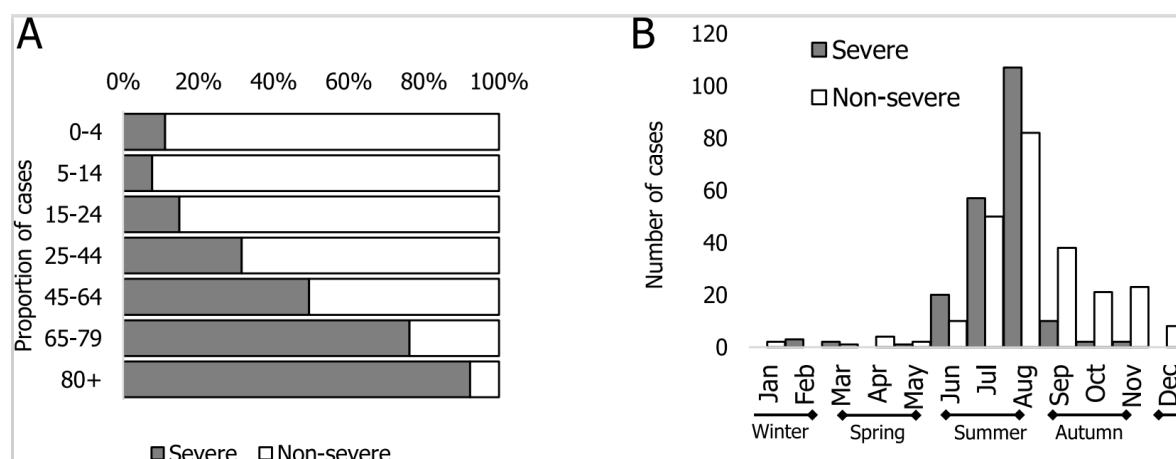 A
0% 20% 40% 60% 80% 100%
Proportion of cases
0-4
5-14
15-24
25-44
45-64
65-79
80+
Severe Non-severe
B
Number of cases
120
100
80
60
40
20
0
Severe
Non-severe
Jan Feb Mar Apr May Jun Jul Aug Sep Oct Nov Dec
Winter Spring Summer Autumn